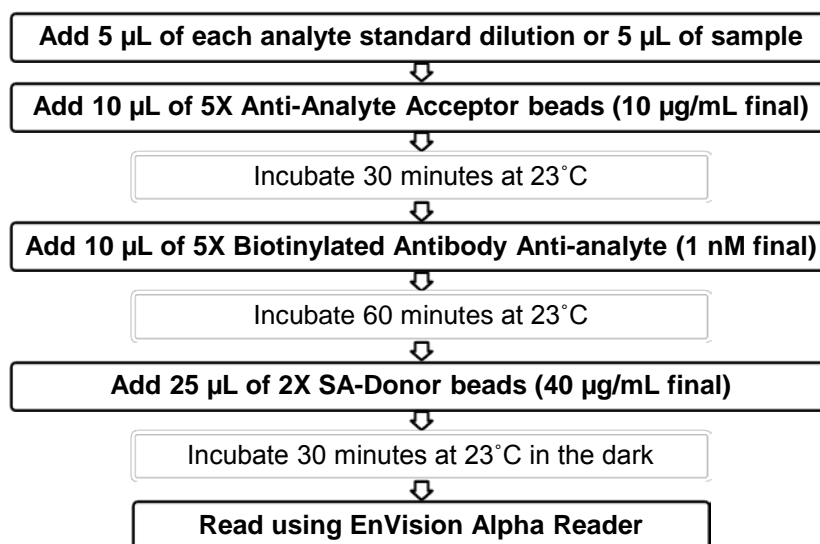 Add 5 µL of each analyte standard dilution or 5 µL of sample
Add 10 µL of 5X Anti-Analyte Acceptor beads (10 µg/mL final)
Incubate 30 minutes at 23˚C
Add 10 µL of 5X Biotinylated Antibody Anti-analyte (1 nM final)
Incubate 60 minutes at 23˚C
Add 25 µL of 2X SA-Donor beads (40 µg/mL final)
Incubate 30 minutes at 23˚C in the dark
Read using EnVision Alpha Reader